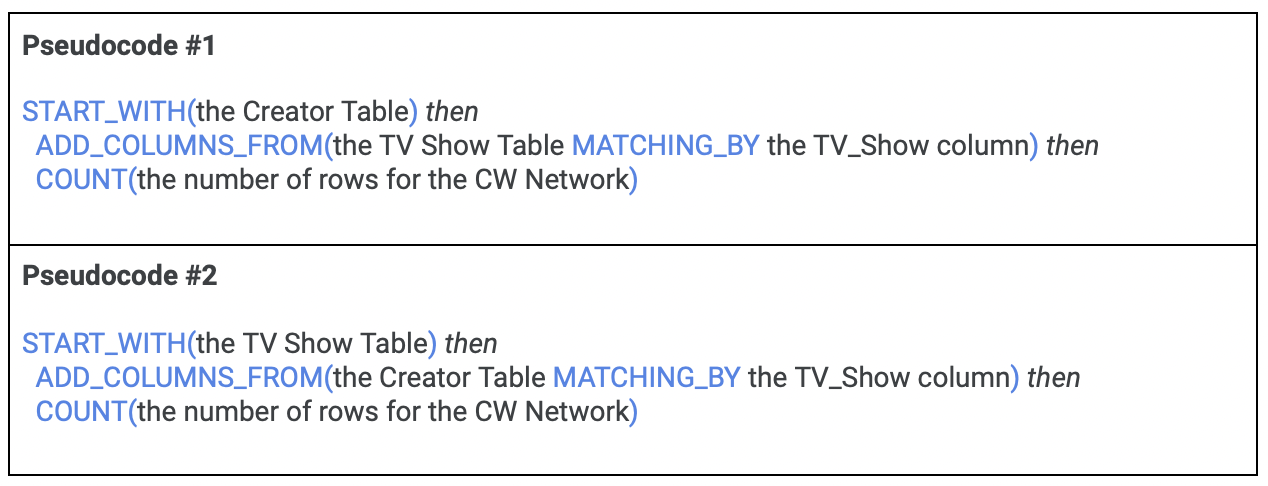 Pseudocode #1
START_WITH(the Creator Table) then
ADD_COLUMNS_FROM(the TV Show Table MATCHING_BY the TV_Show column) then
COUNT(the number of rows for the CW Network)
Pseudocode #2
START_WITH(the TV Show Table) then
ADD_COLUMNS_FROM(the Creator Table MATCHING_BY the TV_Show column) then
COUNT(the number of rows for the CW Network)